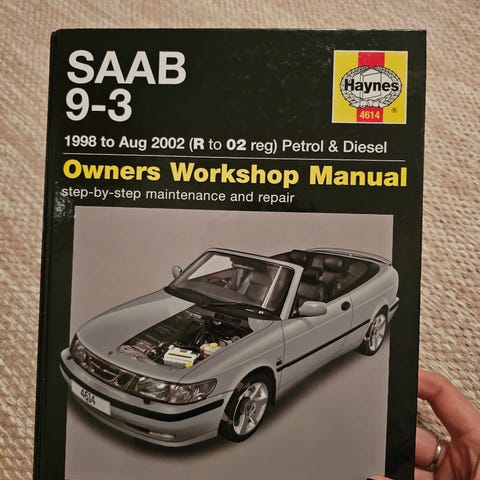 SAAB
9-3
Haynes
4614
®
1998 to Aug 2002 (R to 02 reg) Petrol & Diesel
Owners Workshop Manual
step-by-step maintenance and repair
4614